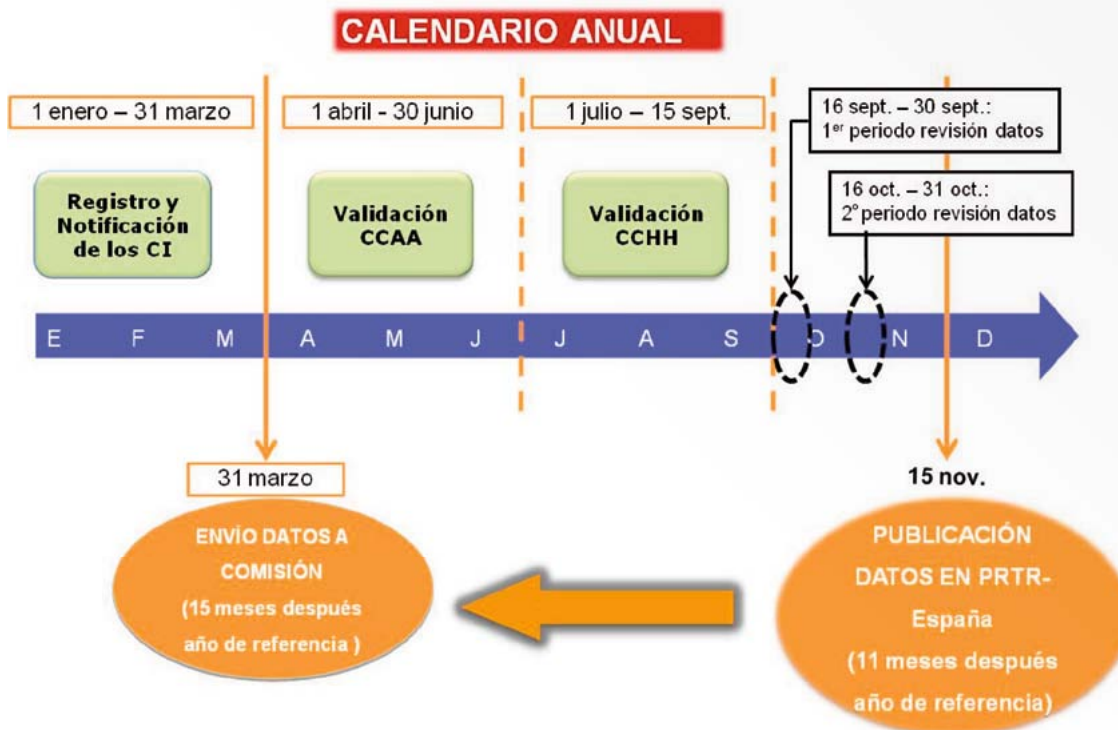 CALENDARIO ANUAL
1 enero – 31 marzo
1 abril - 30 junio
1 julio – 15 sept.
16 sept. – 30 sept.:
1er periodo revisión datos
16 oct. – 31 oct.:
2º periodo revisión datos
Registro y
Notificación
de los CI
Validación
CCAA
Validación
CCHH
E F M A M J J A S O N D
31 marzo
15 nov.
ENVÍO DATOS A
COMISIÓN
(15 meses después
año de referencia )
PUBLICACIÓN
DATOS EN PRTR-
España
(11 meses después
año de referencia)